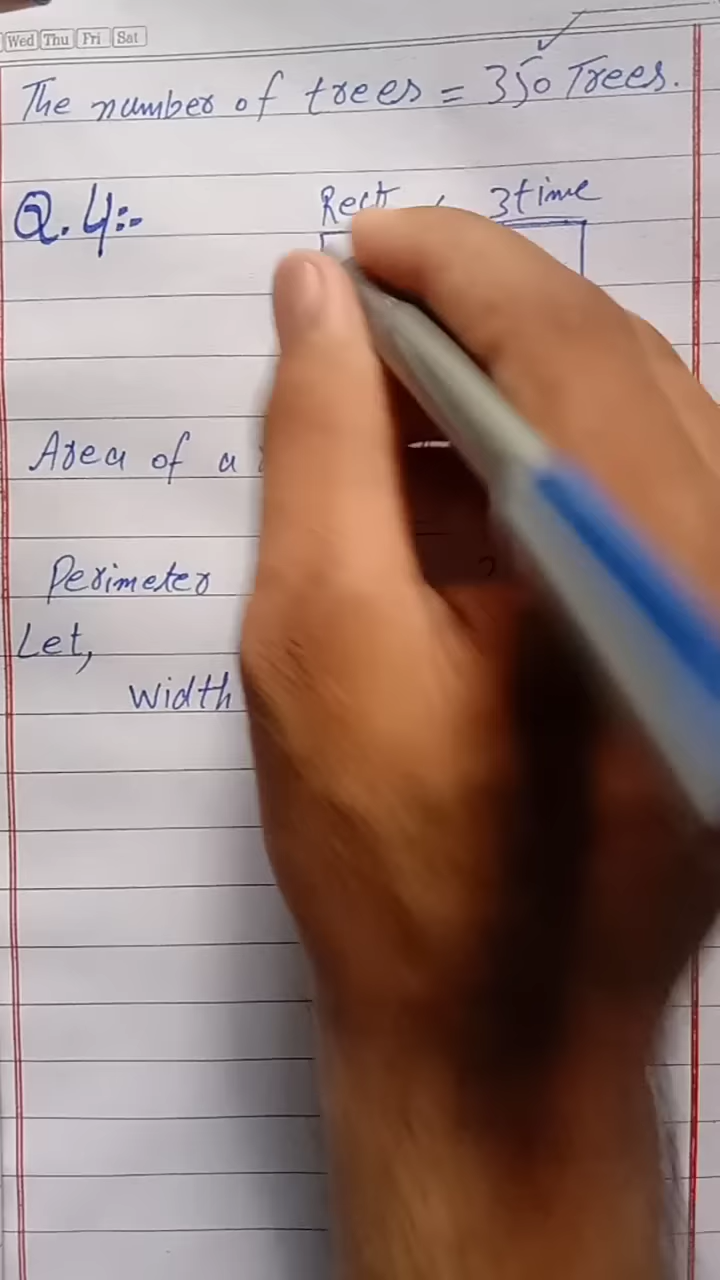 Wed Thu Fri Sat
The number of trees = 350 Trees.
Q.4:-
Rect
3time
Area of a
Perimeter
Let,
width